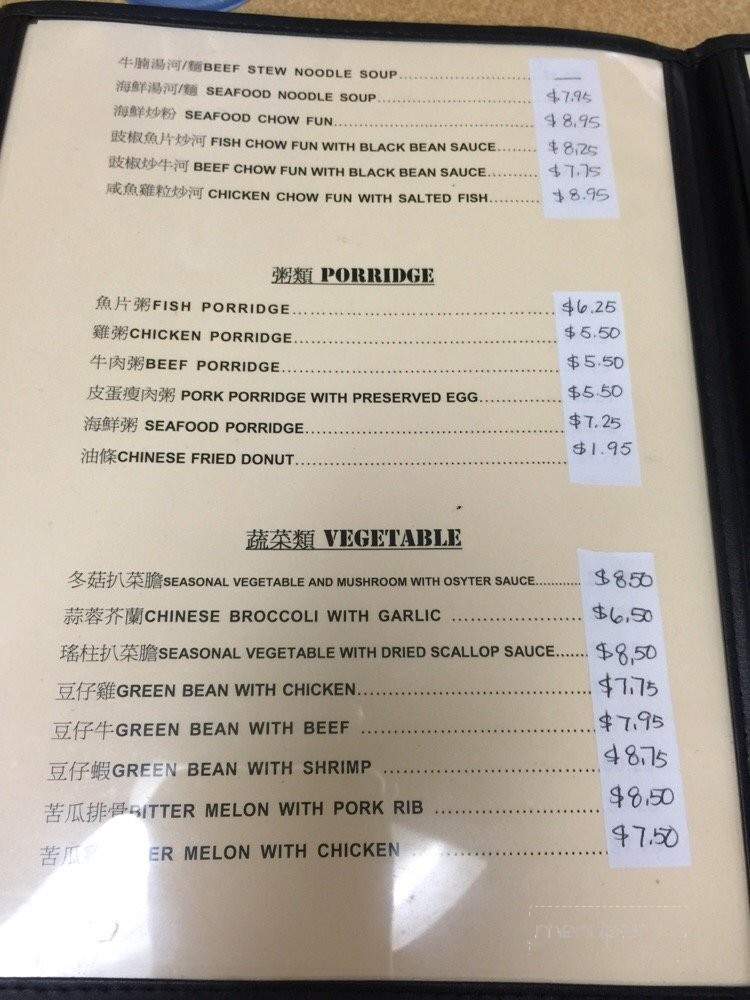 牛腩湯河/麵BEEF STEW NOODLE SOUP..........
海鮮湯河/麵 SEAFOOD NOODLE SOUP.......... $7.95
海鮮炒粉 SEAFOOD CHOW FUN.......... $8.95
豉椒魚片炒河 FISH CHOW FUN WITH BLACK BEAN SAUCE.......... $8,25
豉椒炒牛河 BEEF CHOW FUN WITH BLACK BEAN SAUCE.......... $7.75
咸魚雞粒炒河 CHICKEN CHOW FUN WITH SALTED FISH.......... $8.95
粥類 PORRIDGE
魚片粥FISH PORRIDGE.......... $6.25
雞粥CHICKEN PORRIDGE.......... $5.50
牛肉粥BEEF PORRIDGE.......... $5.50
皮蛋瘦肉粥 PORK PORRIDGE WITH PRESERVED EGG.......... $5.50
海鮮粥 SEAFOOD PORRIDGE.......... $7.25
油條CHINESE FRIED DONUT.......... $1.95
蔬菜類 VEGETABLE
冬菇扒菜膽SEASONAL VEGETABLE AND MUSHROOM WITH OSYTER SAUCE.......... $8.50
蒜蓉芥蘭CHINESE BROCCOLI WITH GARLIC .......... $6,50
瑤柱扒菜膽SEASONAL VEGETABLE WITH DRIED SCALLOP SAUCE....... $8,50
豆仔雞GREEN BEAN WITH CHICKEN.......... $7.75
豆仔牛GREEN BEAN WITH BEEF .......... $7.95
豆仔蝦GREEN BEAN WITH SHRIMP .......... $8,75
苦瓜排骨BITTER MELON WITH PORK RIB .......... $8,50
苦瓜 ER MELON WITH CHICKEN .......... $7.50